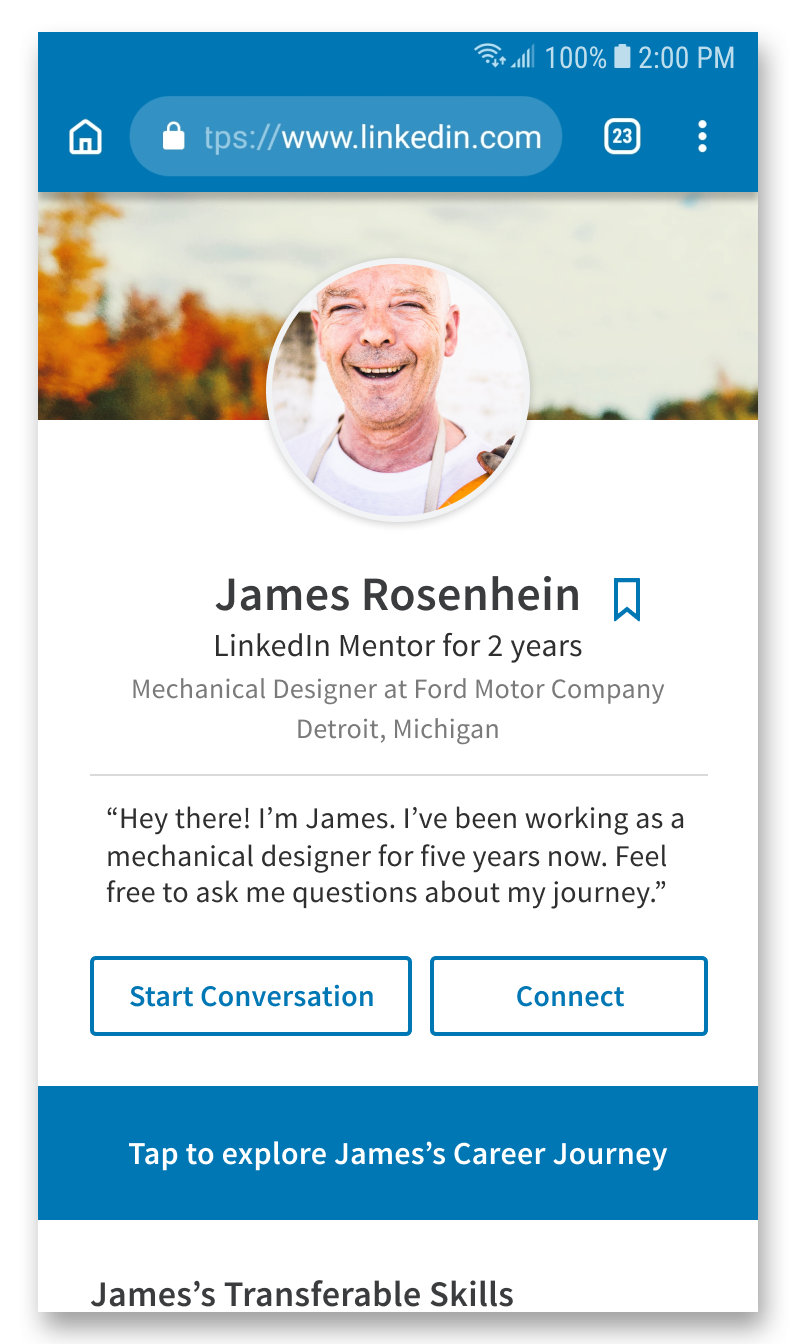 100% 2:00 PM
tps://www.linkedin.com 23
James Rosenhein
LinkedIn Mentor for 2 years
Mechanical Designer at Ford Motor Company
Detroit, Michigan
“Hey there! I’m James. I’ve been working as a
mechanical designer for five years now. Feel
free to ask me questions about my journey.”
Start Conversation Connect
Tap to explore James’s Career Journey
James’s Transferable Skills